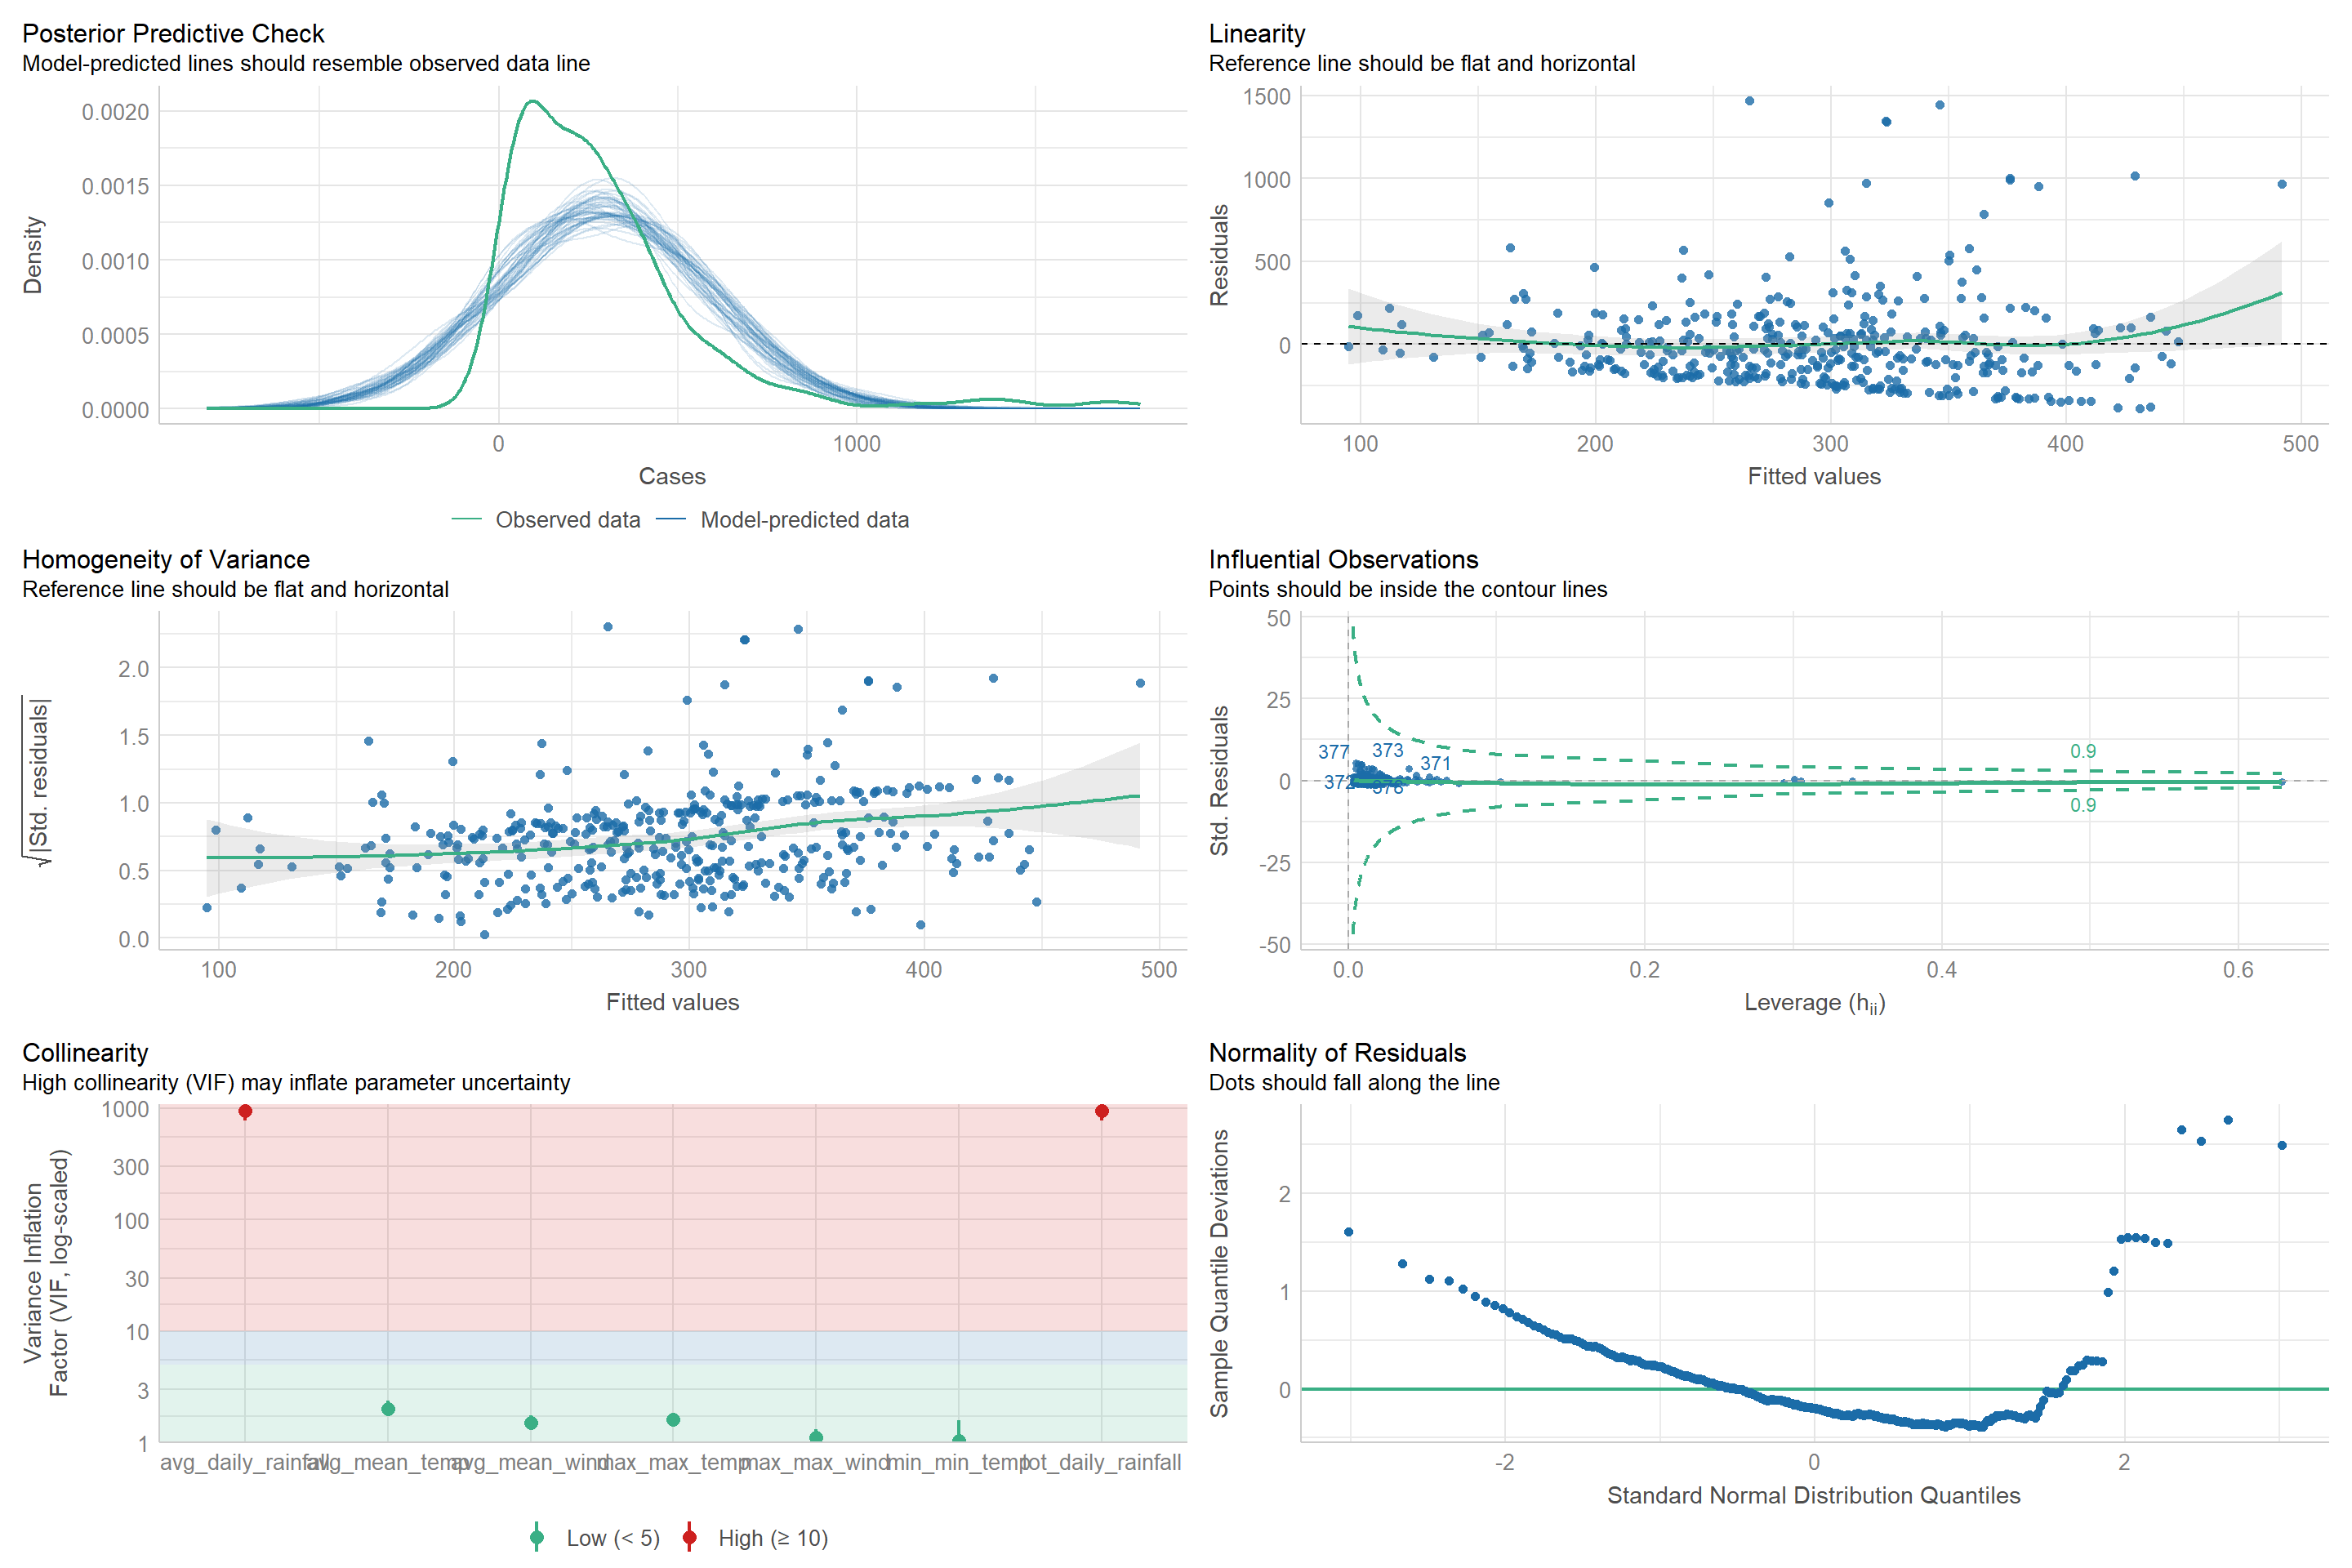 Posterior Predictive Check
Model-predicted lines should resemble observed data line
Density
0.0020
0.0015
0.0010
0.0005
0.0000
0
1000
Cases
Observed data
Model-predicted data
Linearity
Reference line should be flat and horizontal
Residuals
1500
1000
500
0
100
200
300
400
500
Fitted values
Homogeneity of Variance
Reference line should be flat and horizontal
√|Std. residuals|
2.0
1.5
1.0
0.5
0.0
100
200
300
400
500
Fitted values
Influential Observations
Points should be inside the contour lines
Std. Residuals
50
25
0
-25
-50
377
373
371
372
378
0.9
0.9
0.0
0.2
0.4
0.6
Leverage (hii)
Collinearity
High collinearity (VIF) may inflate parameter uncertainty
Variance Inflation
Factor (VIF, log-scaled)
1000
300
100
30
10
3
1
avg_daily_rainfall
avg_mean_temp
avg_mean_wind
max_max_temp
max_max_wind
min_min_temp
tot_daily_rainfall
Low (< 5)
High (≥ 10)
Normality of Residuals
Dots should fall along the line
Sample Quantile Deviations
2
1
0
-2
0
2
Standard Normal Distribution Quantiles